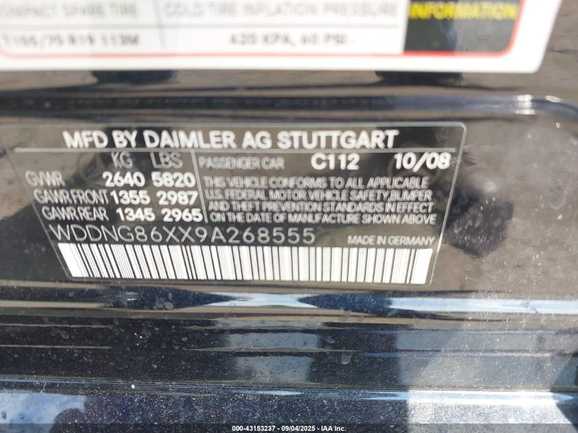 COMPACT SPARE TIRE COLD TIRE INFLATION PRESSURE INFORMATION
T155/70 R19 113M 420 KPA, 60 PSI
MFD BY DAIMLER AG STUTTGART
KG LBS PASSENGER CAR C112 10/08
GVWR 2640 5820 THIS VEHICLE CONFORMS TO ALL APPLICABLE
GAWR FRONT 1355 2987 U.S. FEDERAL MOTOR VEHICLE SAFETY, BUMPER,
GAWR REAR 1345 2965 AND THEFT PREVENTION STANDARDS IN EFFECT
ON THE DATE OF MANUFACTURE SHOWN ABOVE.
WDDNG86XX9A268555 MADE IN GERMANY
000-43153237 - 09/04/2025 - IAA Inc.